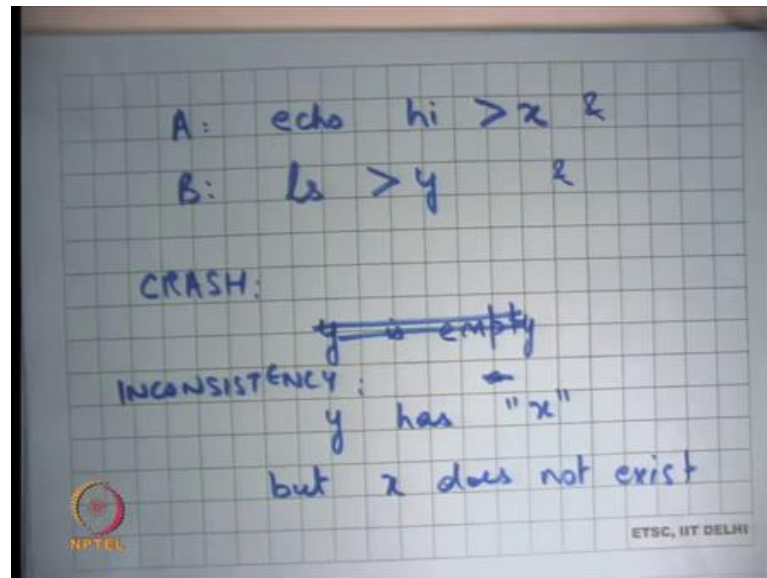 A: echo hi > x &
B: ls > y &
CRASH:
y is empty
INCONSISTENCY:
y has "x"
but x does not exist
NPTEL
ETSC, IIT DELHI